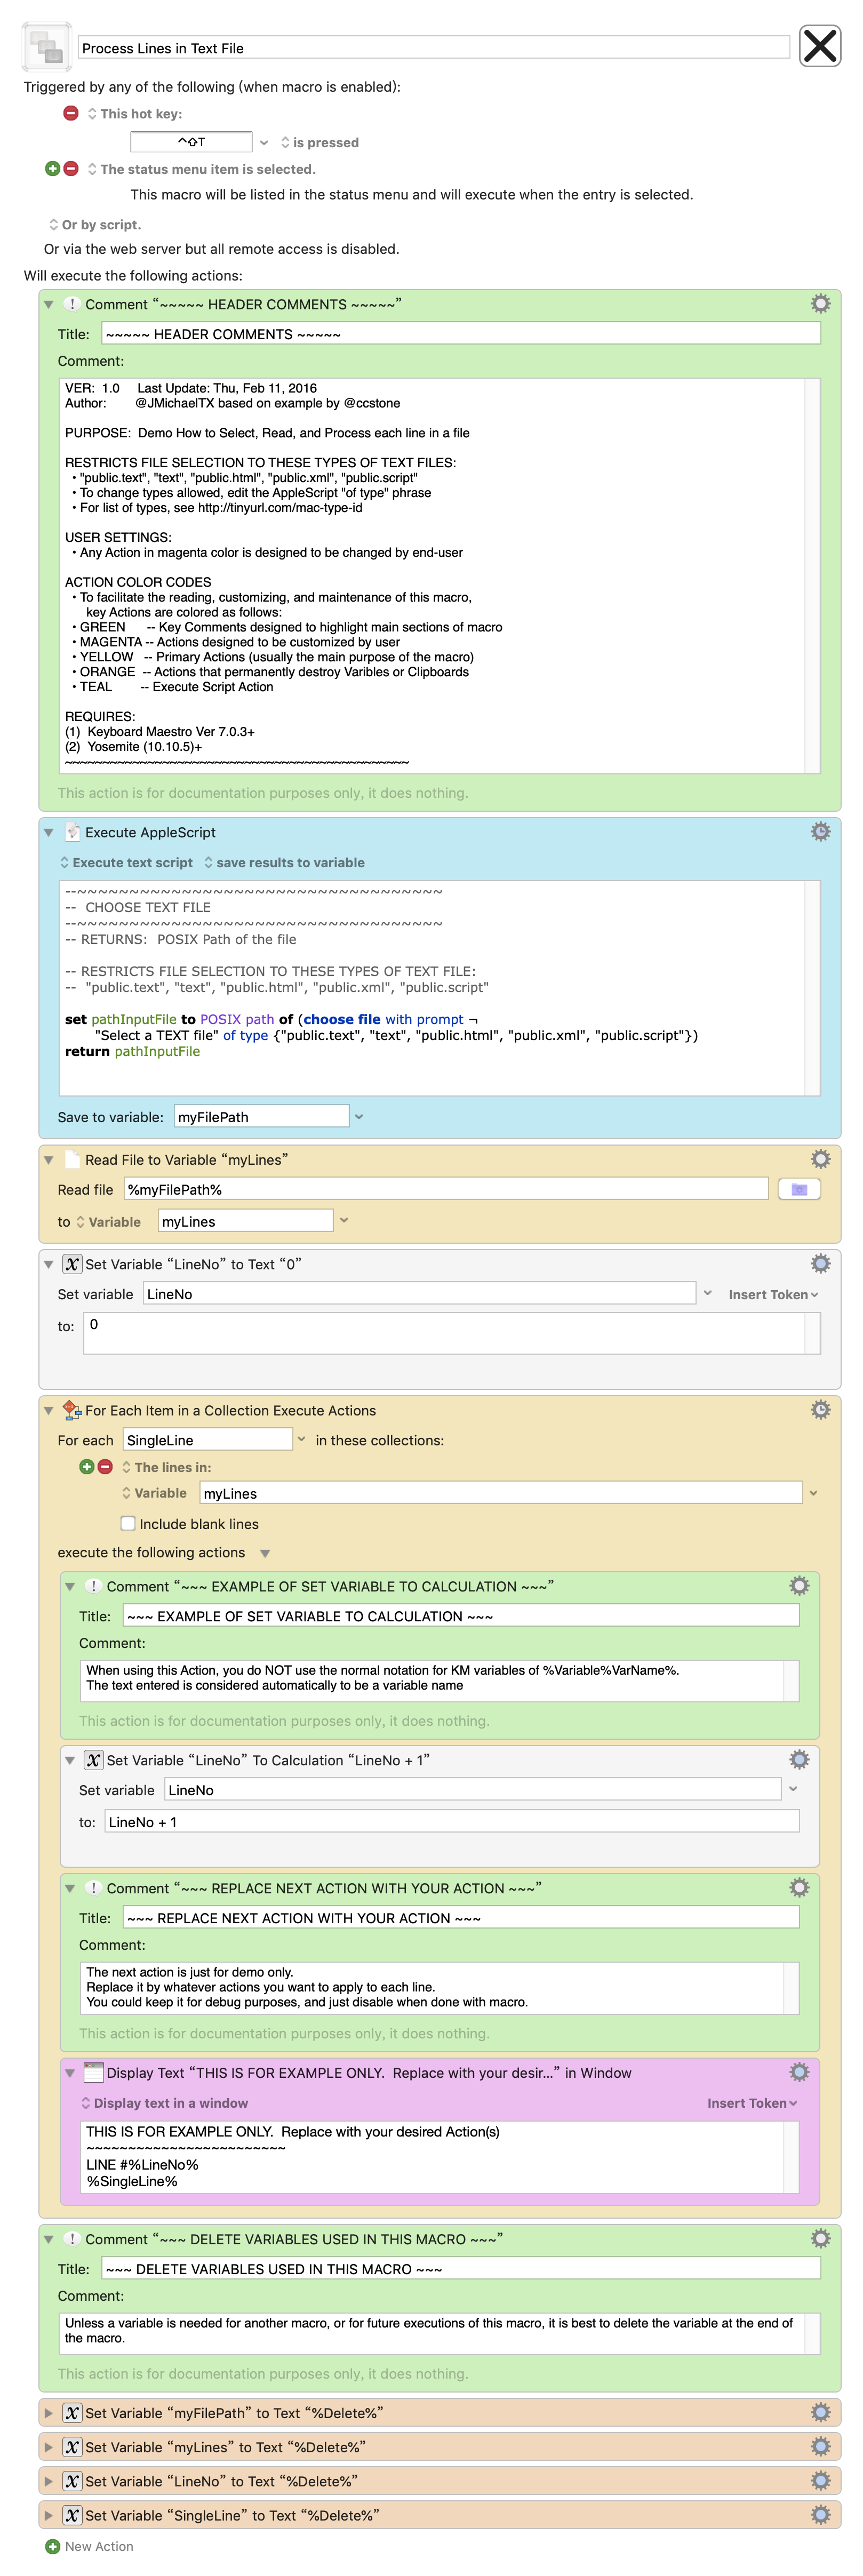 Process Lines in Text File
Triggered by any of the following (when macro is enabled):
This hot key:
^⇧T
is pressed
The status menu item is selected.
This macro will be listed in the status menu and will execute when the entry is selected.
Or by script.
Or via the web server but all remote access is disabled.
Will execute the following actions:
Comment “~~~~~ HEADER COMMENTS ~~~~~”
Title: ~~~~~ HEADER COMMENTS ~~~~~
Comment:
VER: 1.0 Last Update: Thu, Feb 11, 2016
Author: @JMichaelTX based on example by @ccstone
PURPOSE: Demo How to Select, Read, and Process each line in a file
RESTRICTS FILE SELECTION TO THESE TYPES OF TEXT FILES:
• "public.text", "text", "public.html", "public.xml", "public.script"
• To change types allowed, edit the AppleScript "of type" phrase
• For list of types, see http://tinyurl.com/mac-type-id
USER SETTINGS:
• Any Action in magenta color is designed to be changed by end-user
ACTION COLOR CODES
• To facilitate the reading, customizing, and maintenance of this macro,
key Actions are colored as follows:
• GREEN -- Key Comments designed to highlight main sections of macro
• MAGENTA -- Actions designed to be customized by user
• YELLOW -- Primary Actions (usually the main purpose of the macro)
• ORANGE -- Actions that permanently destroy Varibles or Clipboards
• TEAL -- Execute Script Action
REQUIRES:
(1) Keyboard Maestro Ver 7.0.3+
(2) Yosemite (10.10.5)+
~~~~~~~~~~~~~~~~~~~~~~~~~~~~~~~~~~~~~~~~~~~~~~
This action is for documentation purposes only, it does nothing.
Execute AppleScript
Execute text script save results to variable
--~~~~~~~~~~~~~~~~~~~~~~~~~~~~~~~~~~~
-- CHOOSE TEXT FILE
--~~~~~~~~~~~~~~~~~~~~~~~~~~~~~~~~~~~
-- RETURNS: POSIX Path of the file
-- RESTRICTS FILE SELECTION TO THESE TYPES OF TEXT FILE:
-- "public.text", "text", "public.html", "public.xml", "public.script"
set pathInputFile to POSIX path of (choose file with prompt ¬
"Select a TEXT file" of type {"public.text", "text", "public.html", "public.xml", "public.script"})
return pathInputFile
Save to variable: myFilePath
Read File to Variable “myLines”
Read file %myFilePath%
to Variable myLines
Set Variable “LineNo” to Text “0”
Set variable LineNo Insert Token
to: 0
For Each Item in a Collection Execute Actions
For each SingleLine in these collections:
The lines in:
Variable myLines
Include blank lines
execute the following actions
Comment “~~~ EXAMPLE OF SET VARIABLE TO CALCULATION ~~~”
Title: ~~~ EXAMPLE OF SET VARIABLE TO CALCULATION ~~~
Comment:
When using this Action, you do NOT use the normal notation for KM variables of %Variable%VarName%.
The text entered is considered automatically to be a variable name
This action is for documentation purposes only, it does nothing.
Set Variable “LineNo” To Calculation “LineNo + 1”
Set variable LineNo
to: LineNo + 1
Comment “~~~ REPLACE NEXT ACTION WITH YOUR ACTION ~~~”
Title: ~~~ REPLACE NEXT ACTION WITH YOUR ACTION ~~~
Comment:
The next action is just for demo only.
Replace it by whatever actions you want to apply to each line.
You could keep it for debug purposes, and just disable when done with macro.
This action is for documentation purposes only, it does nothing.
Display Text “THIS IS FOR EXAMPLE ONLY. Replace with your desir...” in Window
Display text in a window Insert Token
THIS IS FOR EXAMPLE ONLY. Replace with your desired Action(s)
~~~~~~~~~~~~~~~~~~~~~~~~
LINE #%LineNo%
%SingleLine%
Comment “~~~ DELETE VARIABLES USED IN THIS MACRO ~~~”
Title: ~~~ DELETE VARIABLES USED IN THIS MACRO ~~~
Comment:
Unless a variable is needed for another macro, or for future executions of this macro, it is best to delete the variable at the end of
the macro.
This action is for documentation purposes only, it does nothing.
Set Variable “myFilePath” to Text “%Delete%”
Set Variable “myLines” to Text “%Delete%”
Set Variable “LineNo” to Text “%Delete%”
Set Variable “SingleLine” to Text “%Delete%”
New Action